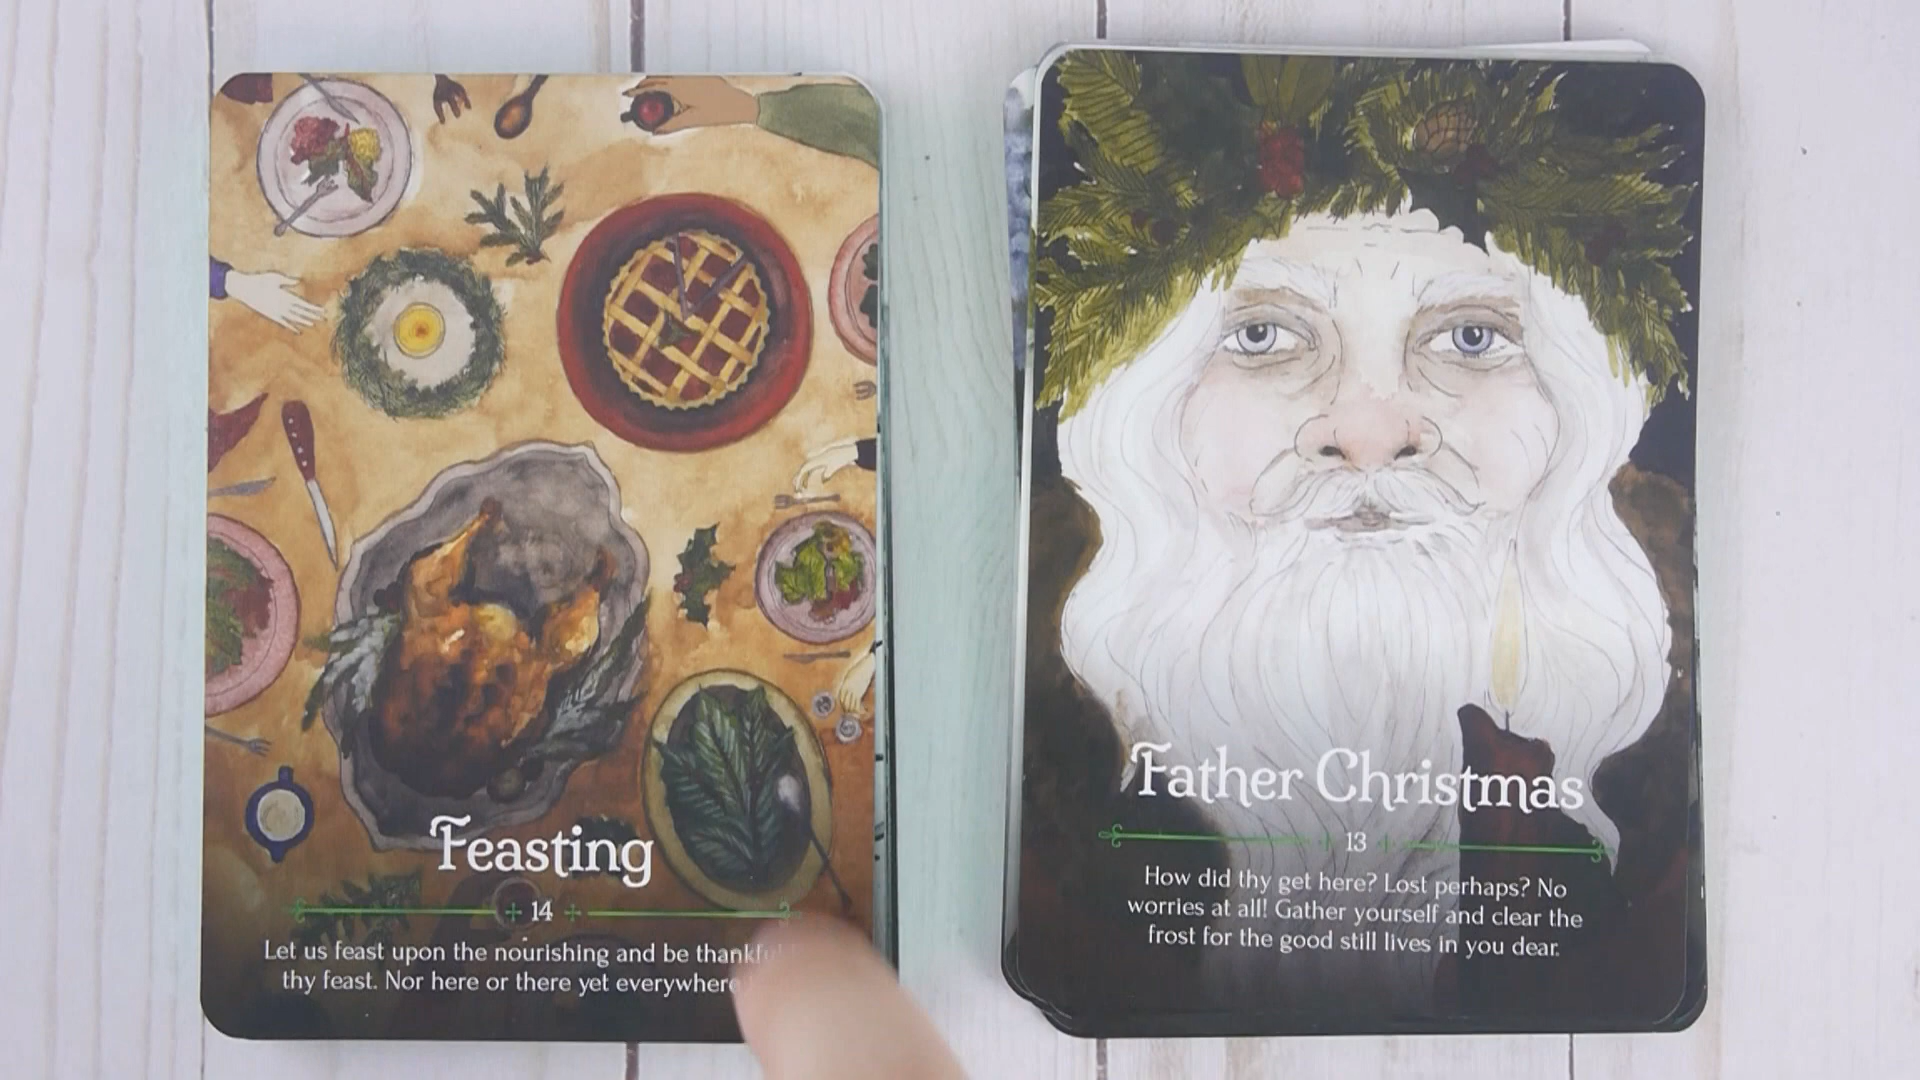 Feasting
14
Let us feast upon the nourishing and be
thy feast. Nor here or there yet everywhere
Father Christmas
13
How did thy get here? Lost perhaps? No
worries at all! Gather yourself and clear the
frost for the good still lives in you dear.